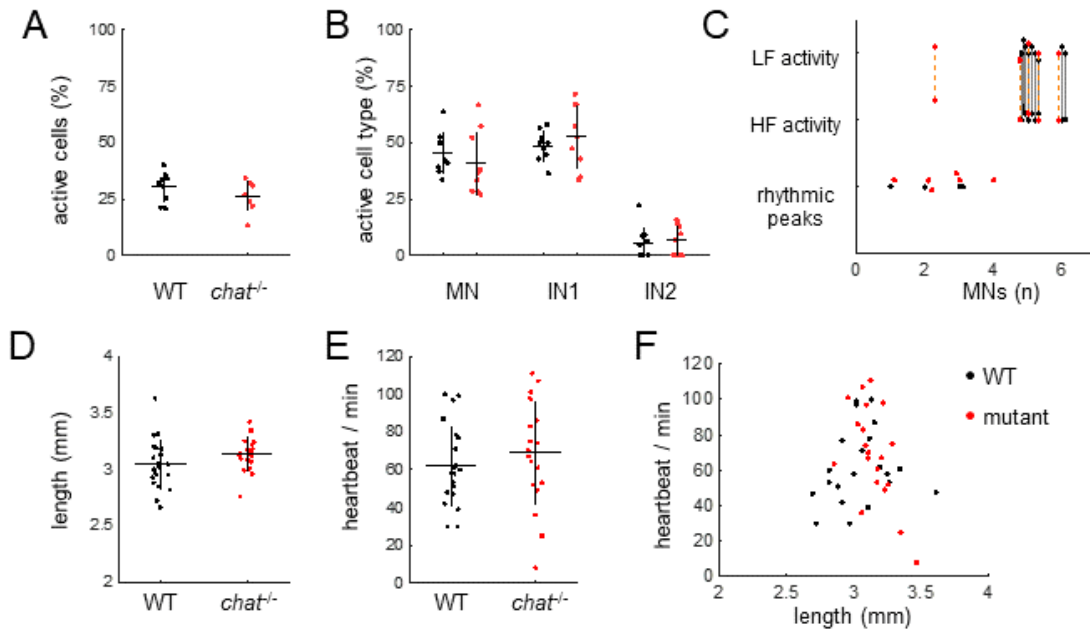 A
active cells (%)
100
75
50
25
0
WT chat-/-
B
active cell type (%)
100
75
50
25
0
MN IN1 IN2
C
LF activity
HF activity
rhythmic
peaks
0 2 4 6
MNs (n)
D
length (mm)
4
3.5
3
2.5
2
WT chat-/-
E
heartbeat / min
120
100
80
60
40
20
0
WT chat-/-
F
heartbeat / min
120
100
80
60
40
20
0
2 2.5 3 3.5 4
length (mm)
WT
mutant